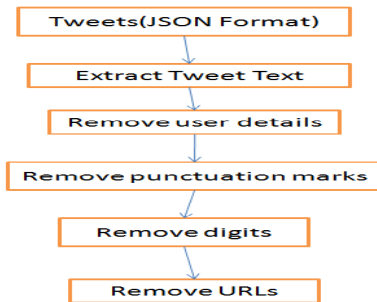 Tweets(JSON Format)
Extract Tweet Text
Remove user details
Remove punctuation marks
Remove digits
Remove URLs